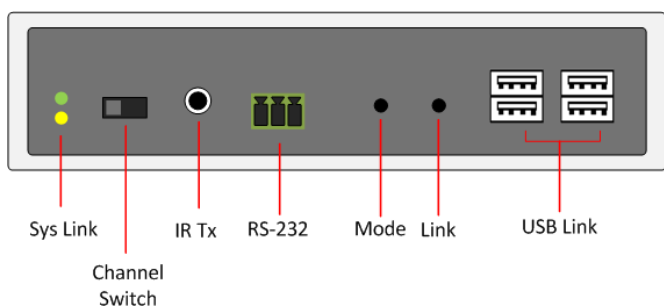 Sys Link
Channel
Switch
IR Tx
RS-232
Mode
Link
USB Link